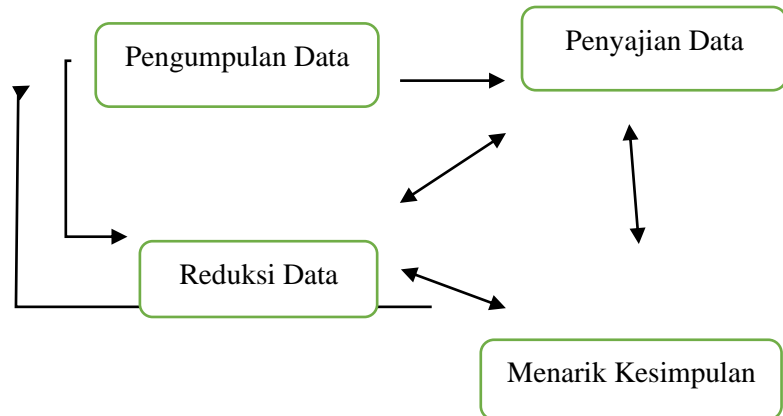 Pengumpulan Data
Penyajian Data
Reduksi Data
Menarik Kesimpulan